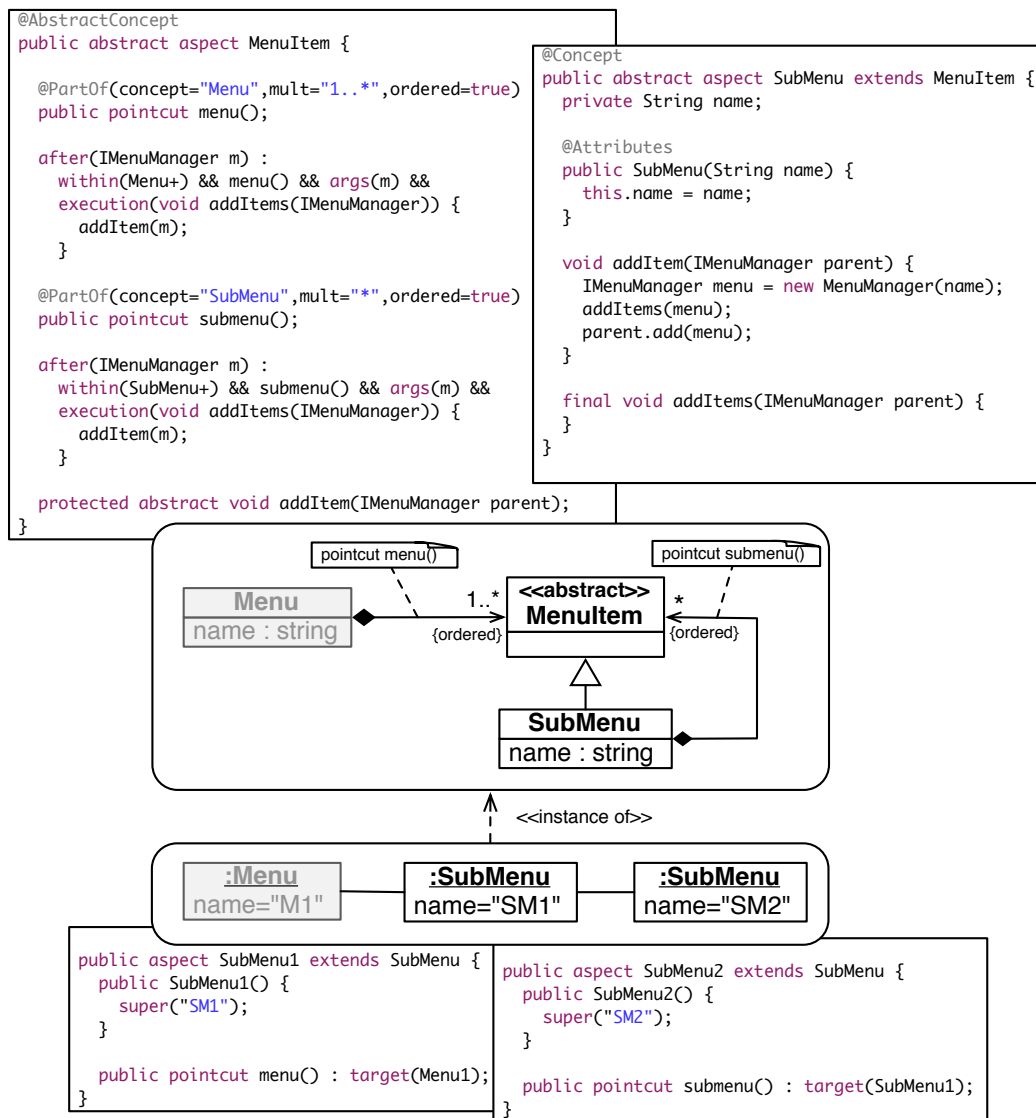 @AbstractConcept
public abstract aspect MenuItem {
@PartOf(concept="Menu",mult="1..*",ordered=true)
public pointcut menu();
after(IMenuManager m) :
within(Menu+) && menu() && args(m) &&
execution(void addItems(IMenuManager)) {
addItem(m);
}
@PartOf(concept="SubMenu",mult="*",ordered=true)
public pointcut submenu();
after(IMenuManager m) :
within(SubMenu+) && submenu() && args(m) &&
execution(void addItems(IMenuManager)) {
addItem(m);
}
protected abstract void addItem(IMenuManager parent);
}
@Concept
public abstract aspect SubMenu extends MenuItem {
private String name;
@Attributes
public SubMenu(String name) {
this.name = name;
}
void addItem(IMenuManager parent) {
IMenuManager menu = new MenuManager(name);
addItems(menu);
parent.add(menu);
}
final void addItems(IMenuManager parent) {
}
}
pointcut menu()
pointcut submenu()
Menu
name : string
1..*
{ordered}
<<abstract>>
MenuItem
*
{ordered}
SubMenu
name : string
<<instance of>>
:Menu
name="M1"
:SubMenu
name="SM1"
:SubMenu
name="SM2"
public aspect SubMenu1 extends SubMenu {
public SubMenu1() {
super("SM1");
}
public pointcut menu() : target(Menu1);
}
public aspect SubMenu2 extends SubMenu {
public SubMenu2() {
super("SM2");
}
public pointcut submenu() : target(SubMenu1);
}